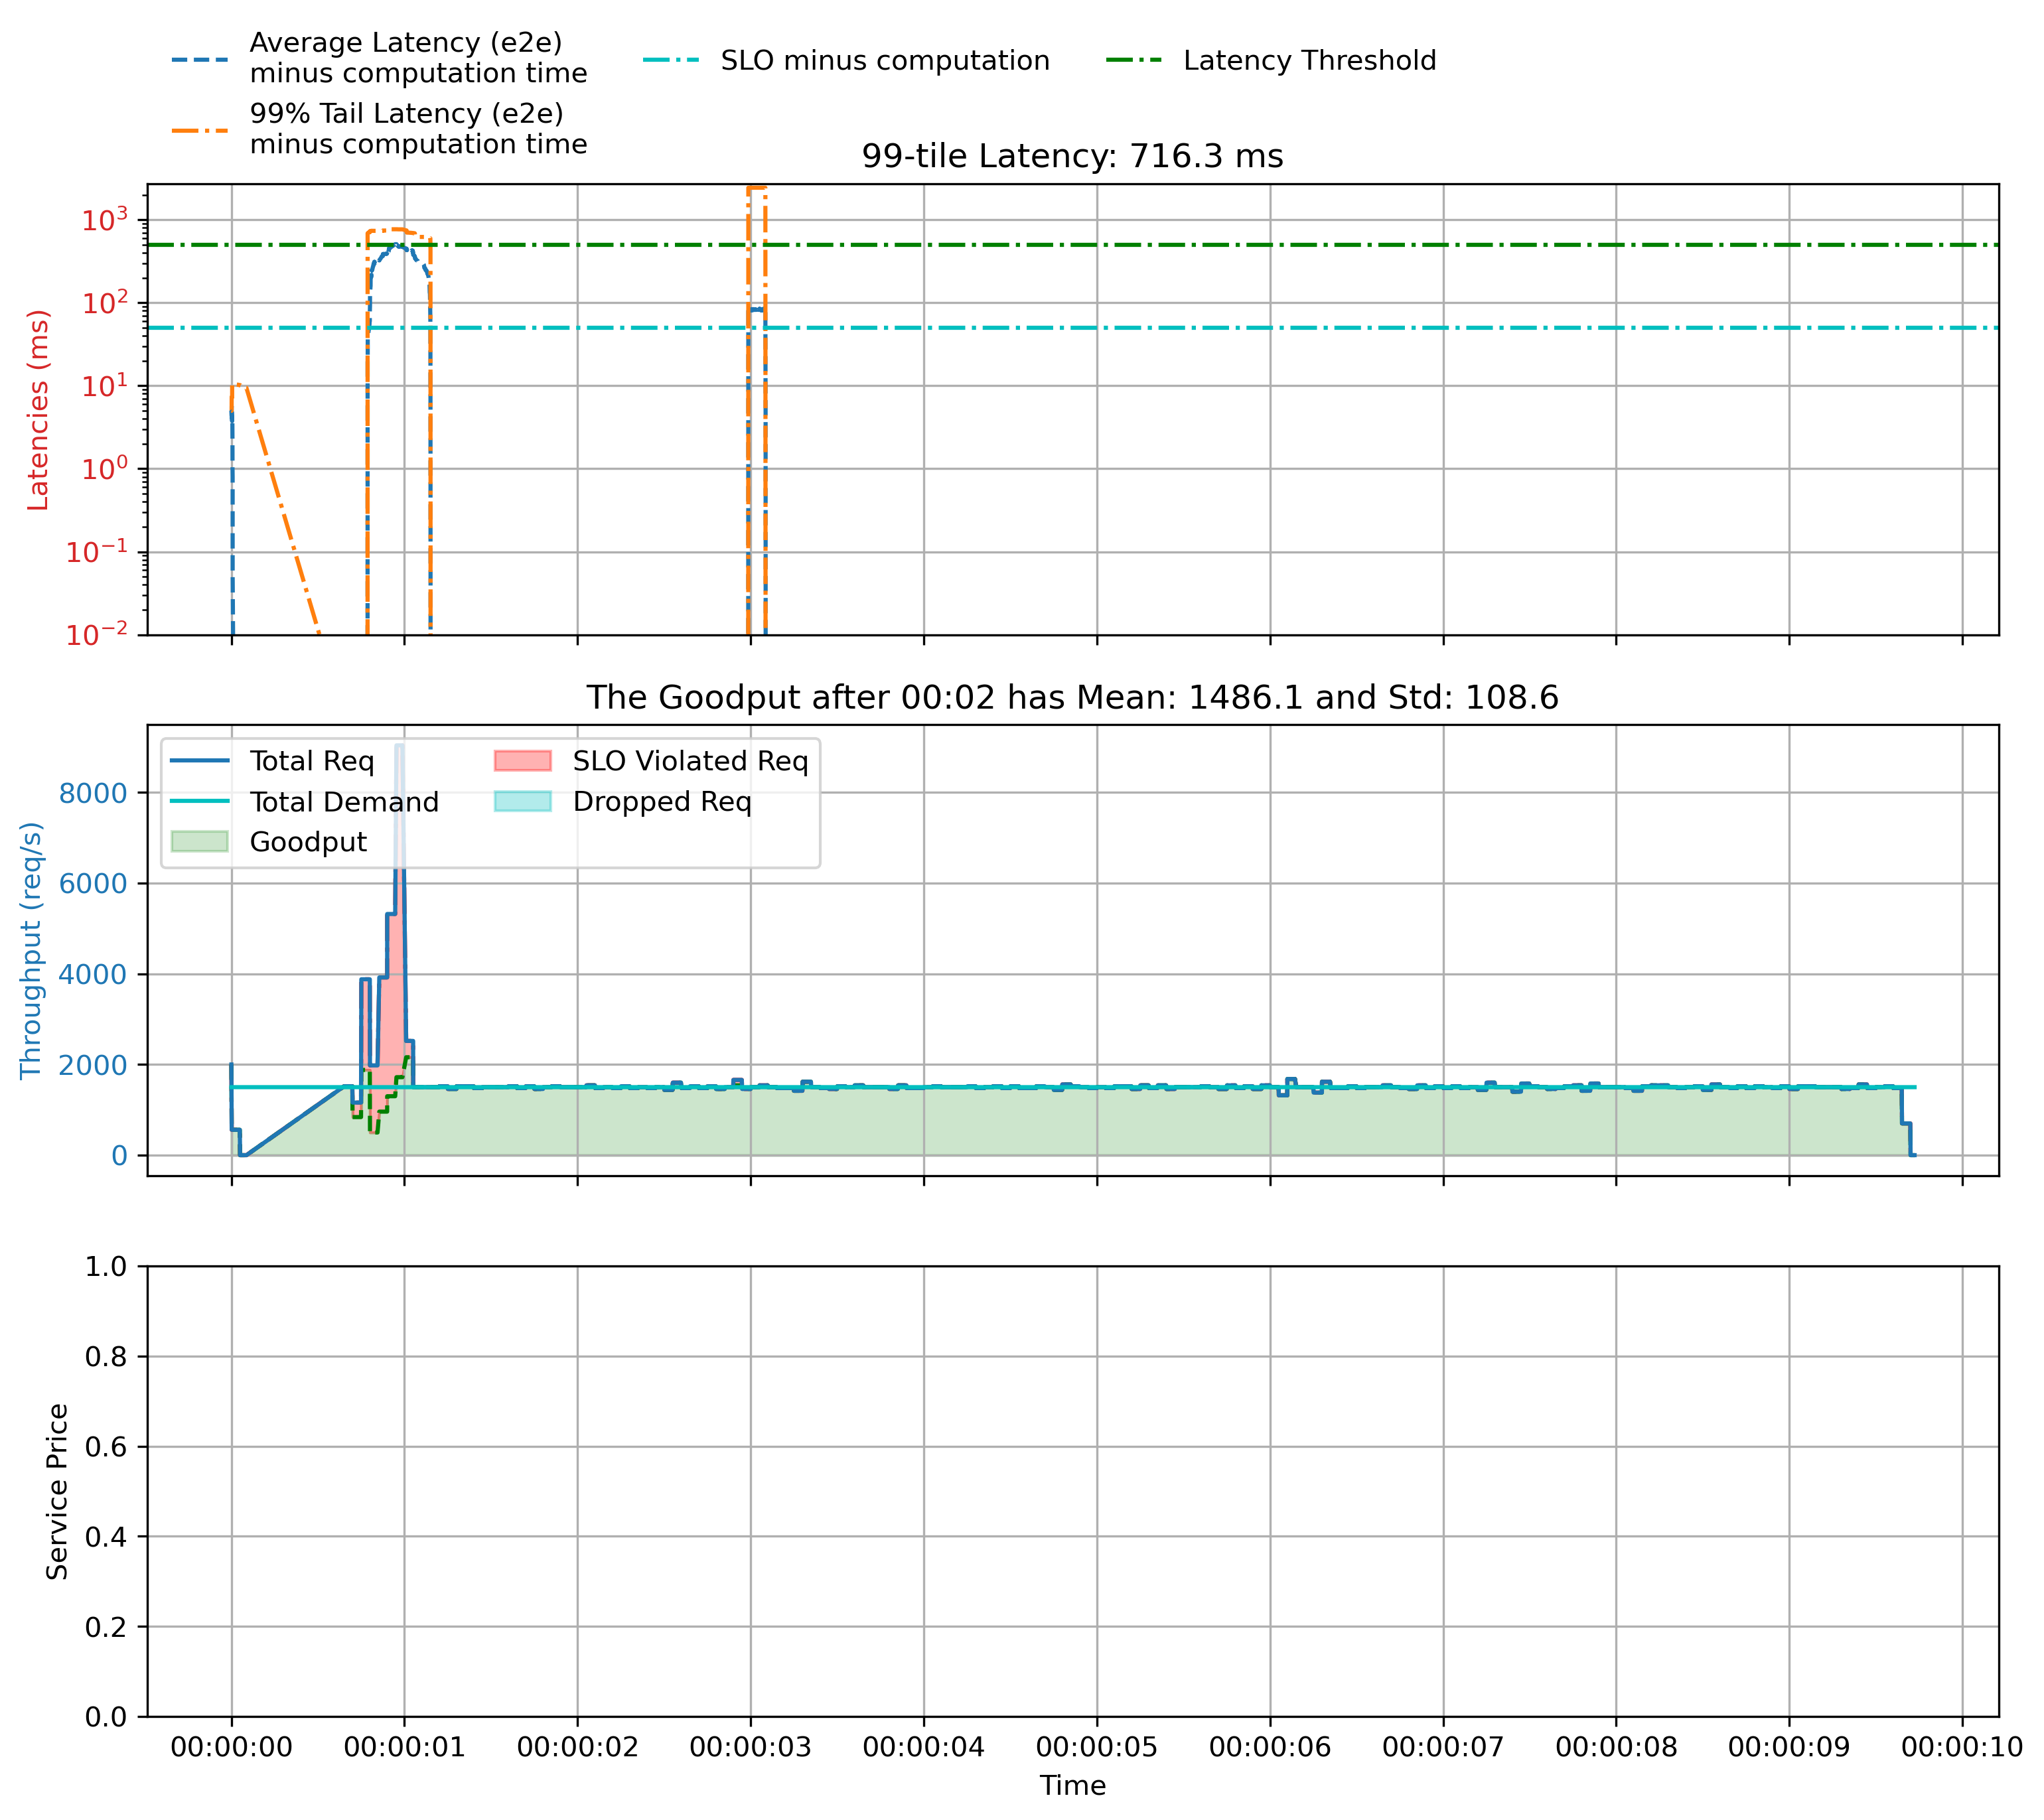 Average Latency (e2e)
minus computation time
99% Tail Latency (e2e)
minus computation time
SLO minus computation
Latency Threshold
99-tile Latency: 716.3 ms
Latencies (ms)
10³
10²
10¹
10⁰
10⁻¹
10⁻²
The Goodput after 00:02 has Mean: 1486.1 and Std: 108.6
Throughput (req/s)
8000
6000
4000
2000
0
Total Req
Total Demand
Goodput
SLO Violated Req
Dropped Req
Service Price
1.0
0.8
0.6
0.4
0.2
0.0
00:00:00 00:00:01 00:00:02 00:00:03 00:00:04 00:00:05 00:00:06 00:00:07 00:00:08 00:00:09 00:00:10
Time